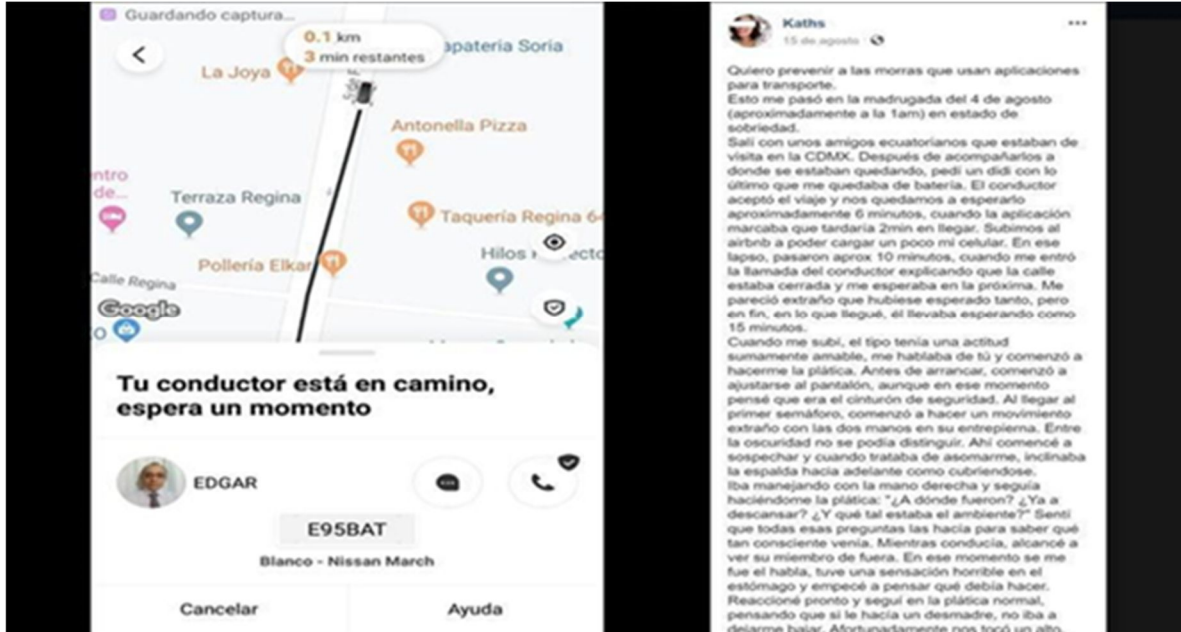 Guardando captura...
0.1 km
3 min restantes
apateria Soria
La Joya
Antonella Pizza
ntro
de...
Terraza Regina
Taquería Regina 64
Hilos
ecto
Pollería Elkar
Calle Regina
Google
Tu conductor está en camino,
espera un momento
EDGAR
E95BAT
Blanco - Nissan March
Cancelar
Ayuda
Kaths
15 de agosto
Quiero prevenir a las morras que usan aplicaciones
para transporte.
Esto me pasó en la madrugada del 4 de agosto
(aproximadamente a la 1am) en estado de
sobriedad.
Salí con unos amigos ecuatorianos que estaban de
visita en la CDMX. Después de acompañarlos a
donde se estaban quedando, pedí un didi con lo
último que me quedaba de batería. El conductor
aceptó el viaje y nos quedamos a esperarlo
aproximadamente 6 minutos, cuando la aplicación
marcaba que tardaría 2min en llegar. Subimos al
airbnb a poder cargar un poco mi celular. En ese
lapso, pasaron aprox 10 minutos, cuando me entró
la llamada del conductor explicando que la calle
estaba cerrada y me esperaba en la próxima. Me
pareció extraño que hubiese esperado tanto, pero
en fin, en lo que llegué, él llevaba esperando como
15 minutos.
Cuando me subí, el tipo tenía una actitud
sumamente amable, me hablaba de tú y comenzó a
hacerme la plática. Antes de arrancar, comenzó a
ajustarse al pantalón, aunque en ese momento
pensé que era el cinturón de seguridad. Al llegar al
primer semáforo, comenzó a hacer un movimiento
extraño con las dos manos en su entrepierna. Entre
la oscuridad no se podía distinguir. Ahí comencé a
sospechar y cuando trataba de asomarme, inclinaba
la espalda hacia adelante como cubriendose.
Iba manejando con la mano derecha y seguía
haciéndome la plática: "¿A dónde fueron? ¿Ya a
descansar? ¿Y qué tal estaba el ambiente?" Sentí
que todas esas preguntas las hacía para saber qué
tan consciente venía. Mientras conducía, alcancé a
ver su miembro de fuera. En ese momento se me
fue el habla, tuve una sensación horrible en el
estómago y empecé a pensar qué debía hacer.
Reaccioné pronto y seguí en la plática normal,
pensando que si le hacía un desmadre, no iba a
dejarme bajar. Afortunadamente nos tocó un alto,